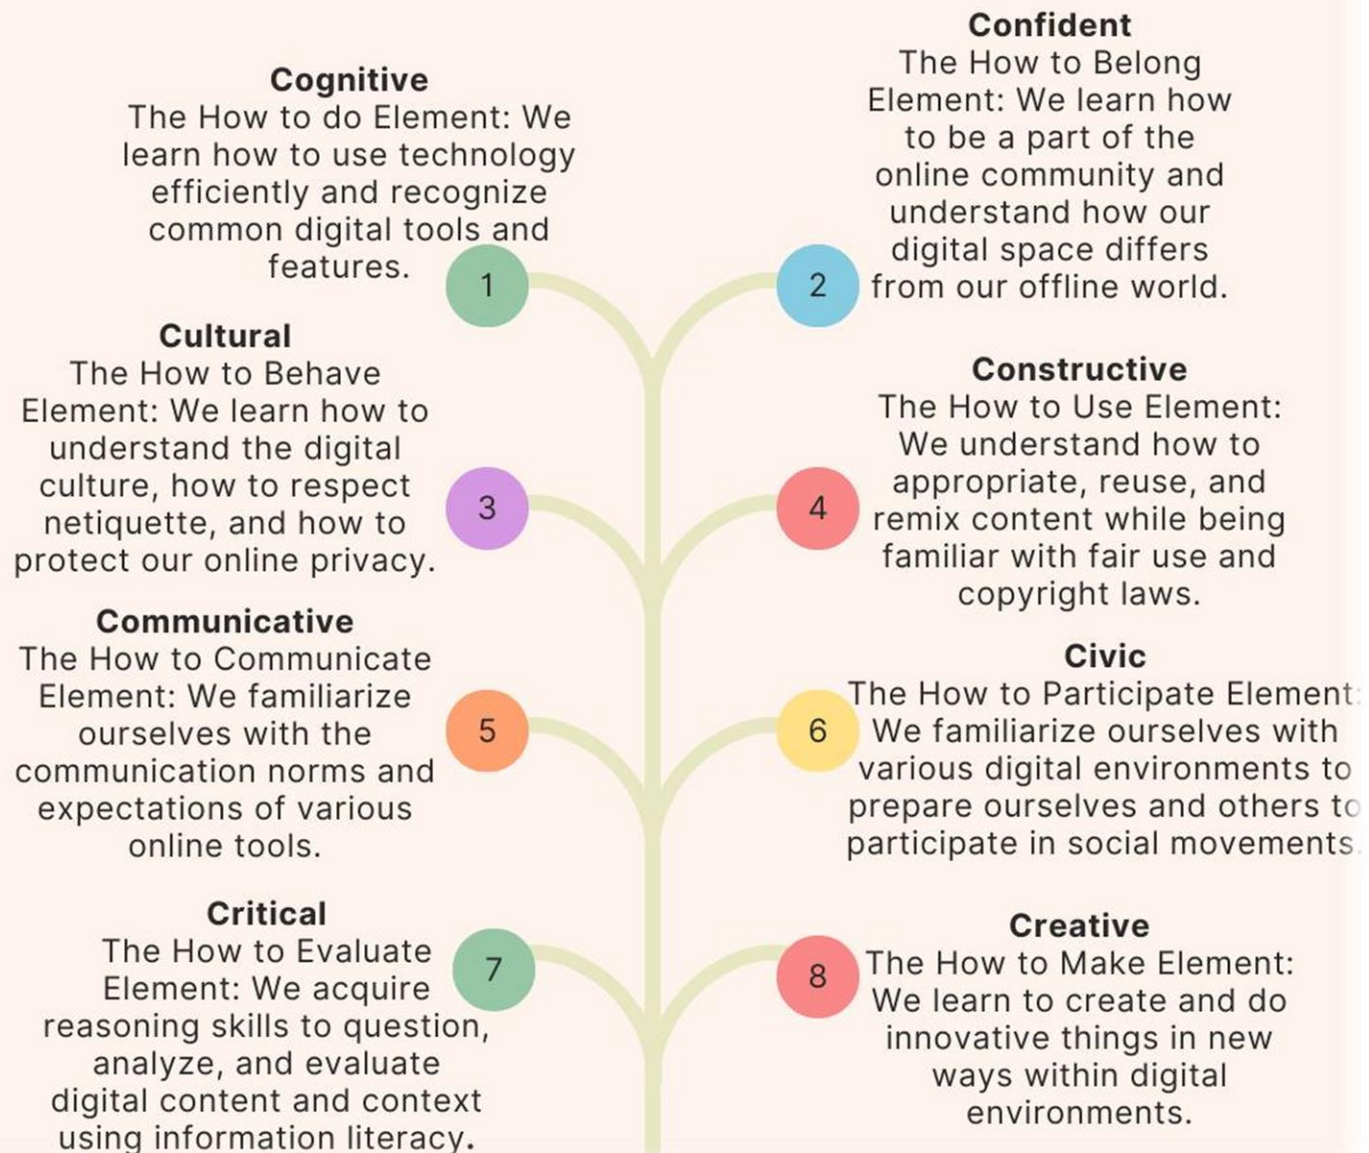 Cognitive
The How to do Element: We
learn how to use technology
efficiently and recognize
common digital tools and
features.
1
Confident
The How to Belong
Element: We learn how
to be a part of the
online community and
understand how our
digital space differs
from our offline world.
2
Cultural
The How to Behave
Element: We learn how to
understand the digital
culture, how to respect
netiquette, and how to
protect our online privacy.
3
Constructive
The How to Use Element:
We understand how to
appropriate, reuse, and
remix content while being
familiar with fair use and
copyright laws.
4
Communicative
The How to Communicate
Element: We familiarize
ourselves with the
communication norms and
expectations of various
online tools.
5
Civic
The How to Participate Element:
We familiarize ourselves with
various digital environments to
prepare ourselves and others to
participate in social movements.
6
Critical
The How to Evaluate
Element: We acquire
reasoning skills to question,
analyze, and evaluate
digital content and context
using information literacy.
7
Creative
The How to Make Element:
We learn to create and do
innovative things in new
ways within digital
environments.
8